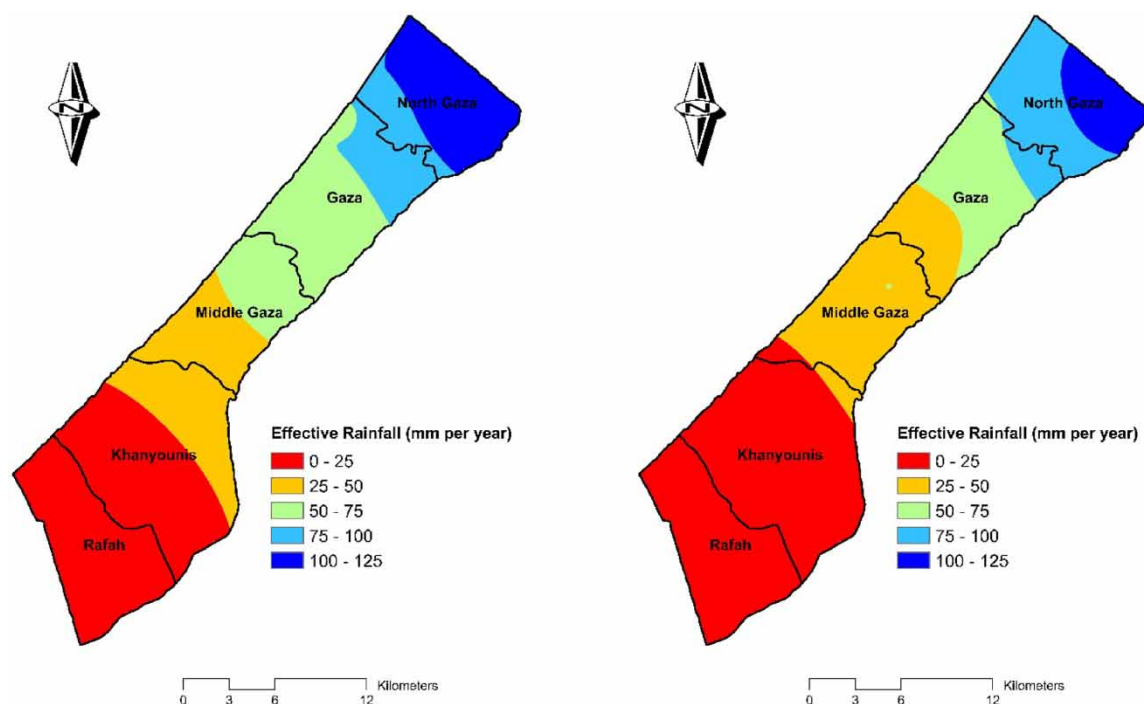 N
North Gaza
Gaza
Middle Gaza
Khanyounis
Rafah
Effective Rainfall (mm per year)
0 - 25
25 - 50
50 - 75
75 - 100
100 - 125
Kilometers
0 3 6 12
N
North Gaza
Gaza
Middle Gaza
Khanyounis
Rafah
Effective Rainfall (mm per year)
0 - 25
25 - 50
50 - 75
75 - 100
100 - 125
Kilometers
0 3 6 12